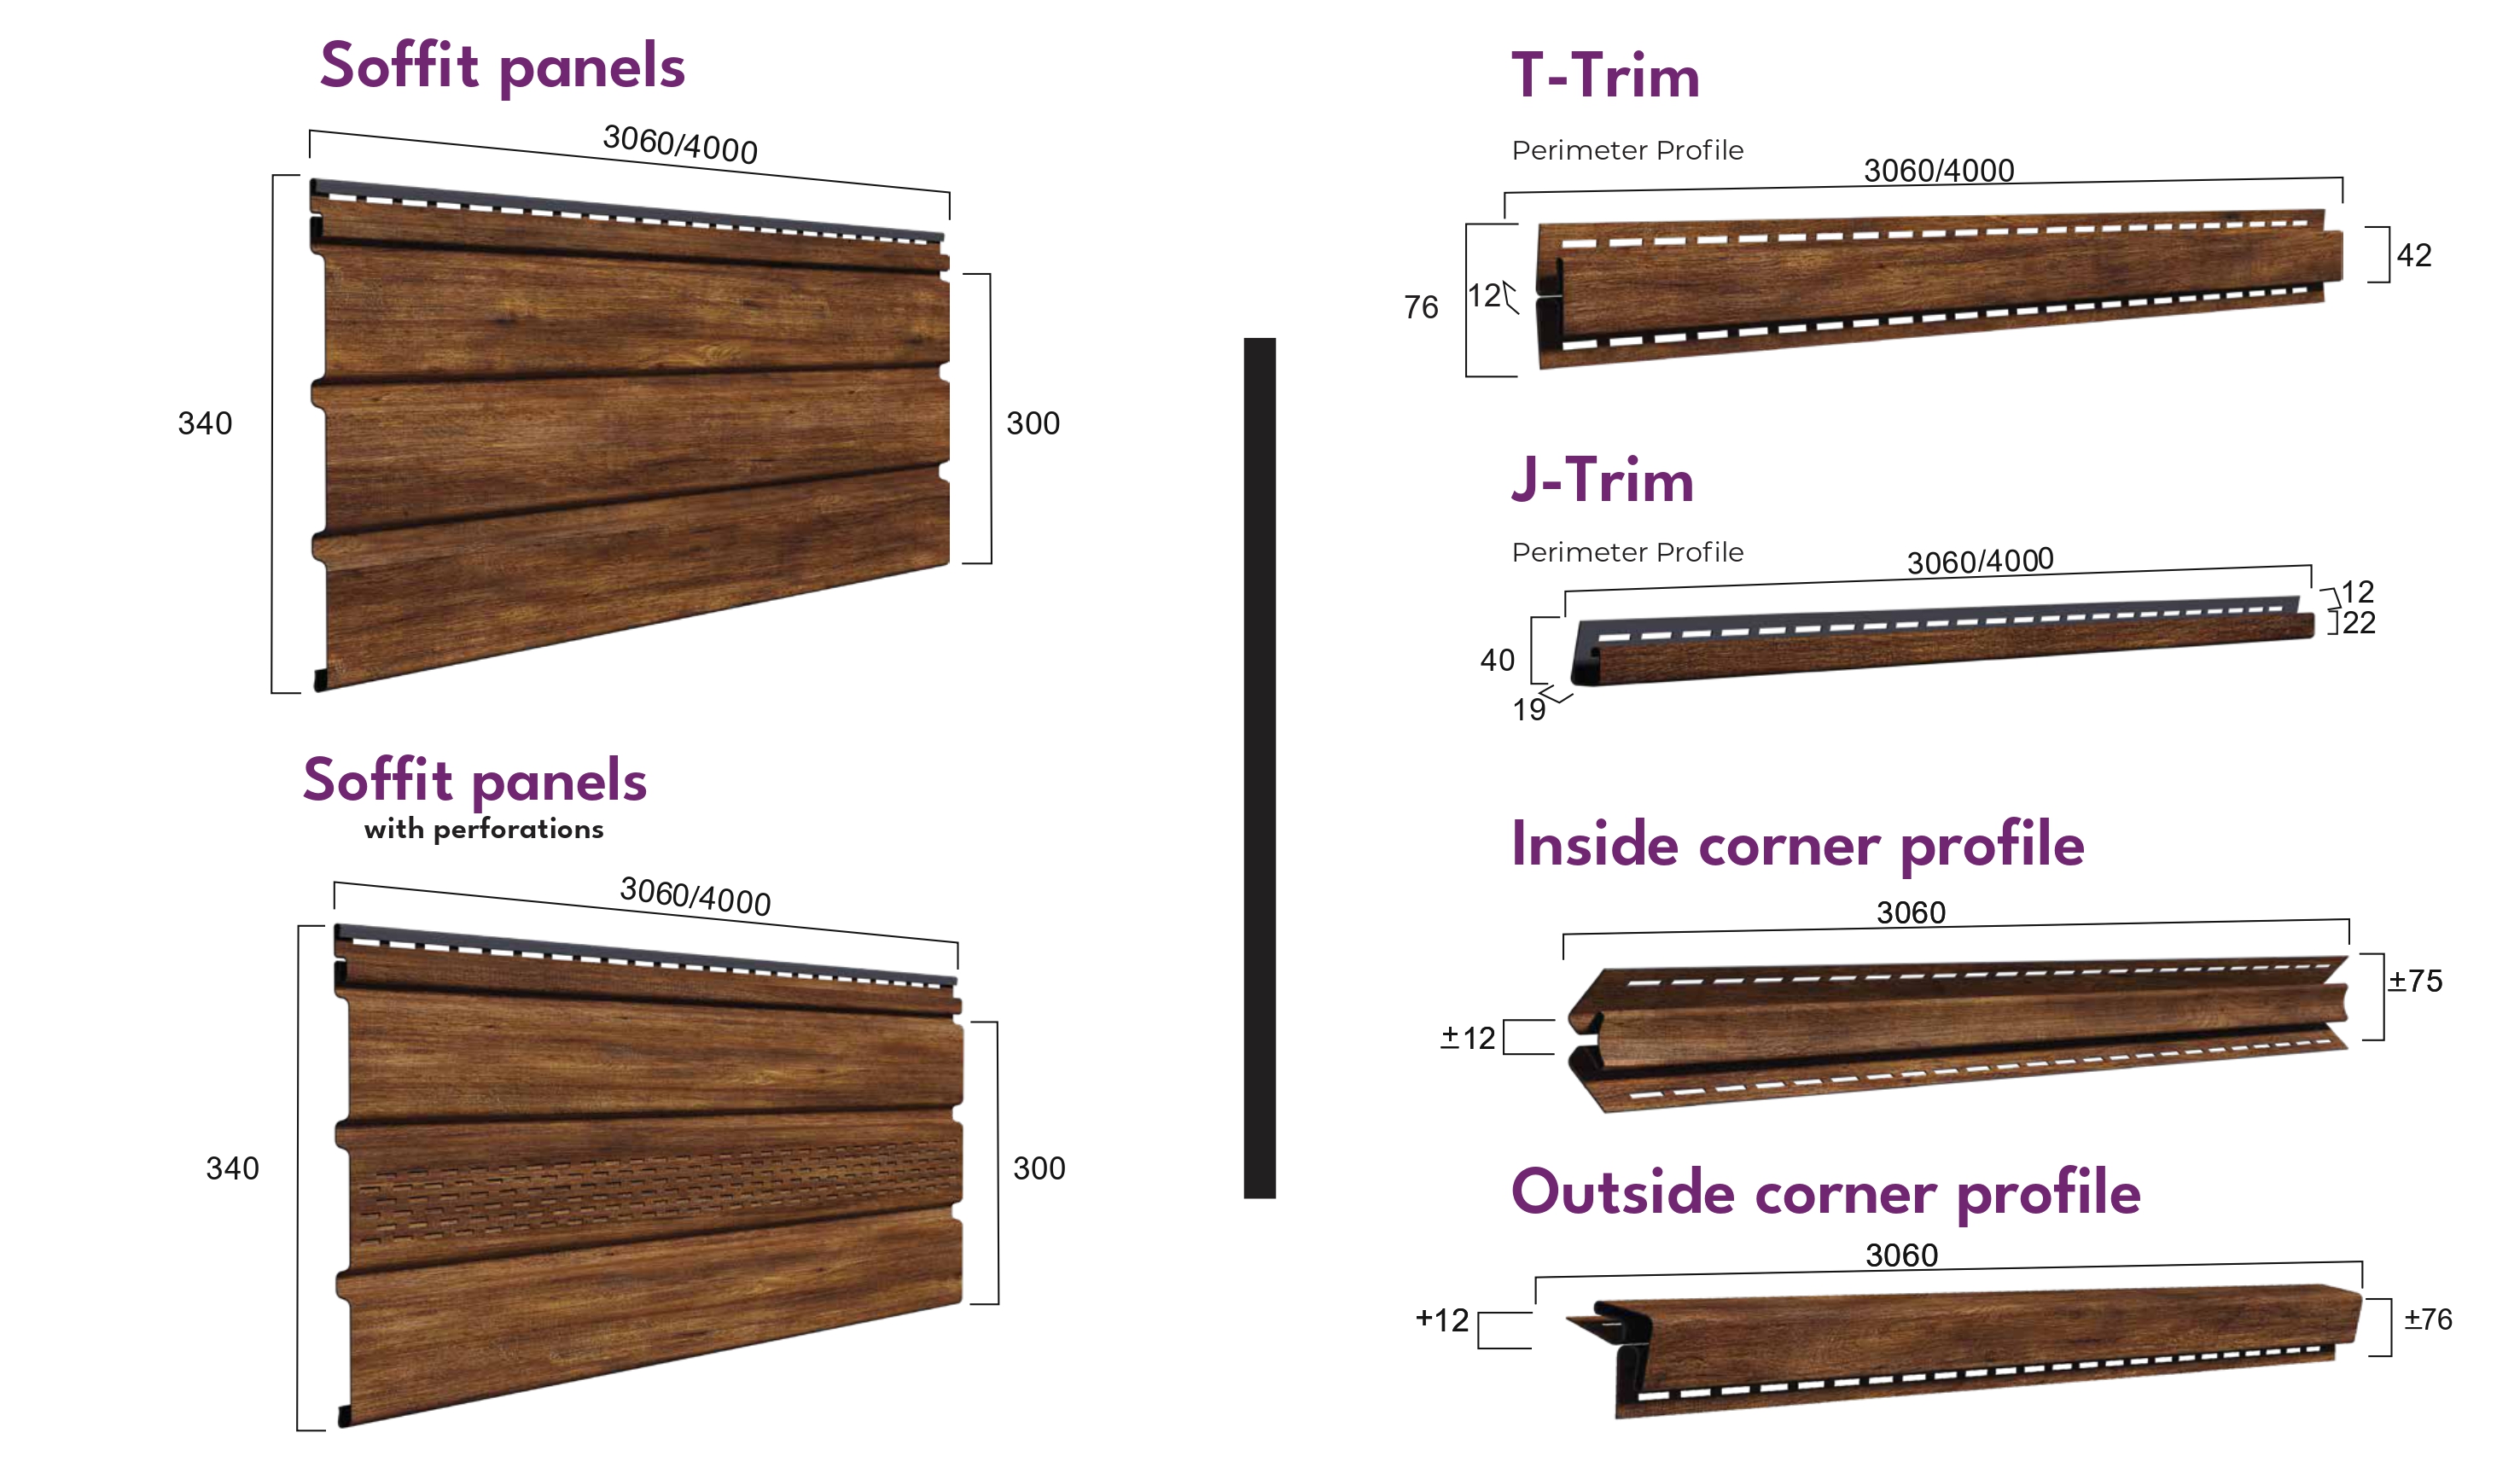 Soffit panels
3060/4000
340
300
Soffit panels
with perforations
3060/4000
340
300
T-Trim
Perimeter Profile
3060/4000
76
12
42
J-Trim
Perimeter Profile
3060/4000
12
22
40
19
Inside corner profile
3060
±75
±12
Outside corner profile
3060
+12
±76